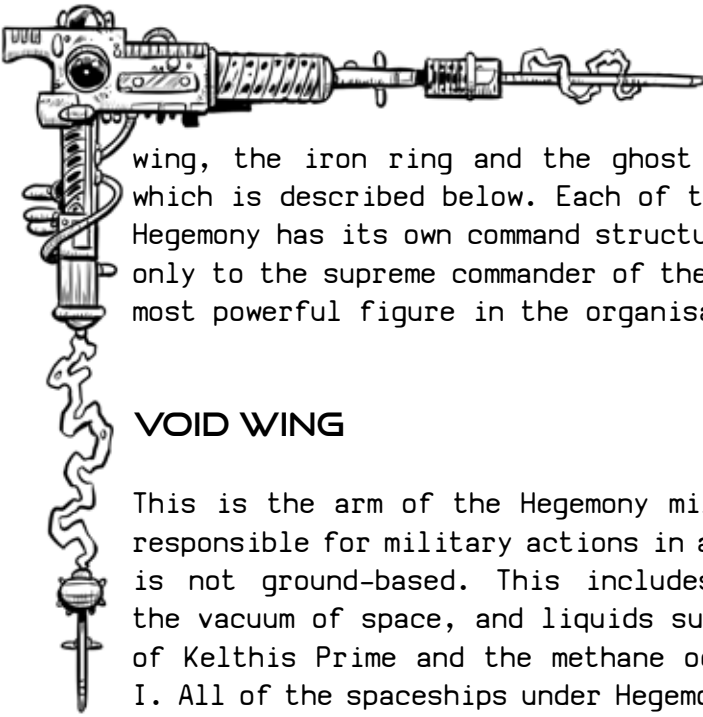 wing, the iron ring and the ghost
which is described below. Each of t
Hegemony has its own command structu
only to the supreme commander of the
most powerful figure in the organisa
VOID WING
This is the arm of the Hegemony mi
responsible for military actions in a
is not ground-based. This includes
the vacuum of space, and liquids su
of Kelthis Prime and the methane oc
I. All of the spaceships under Hegemo